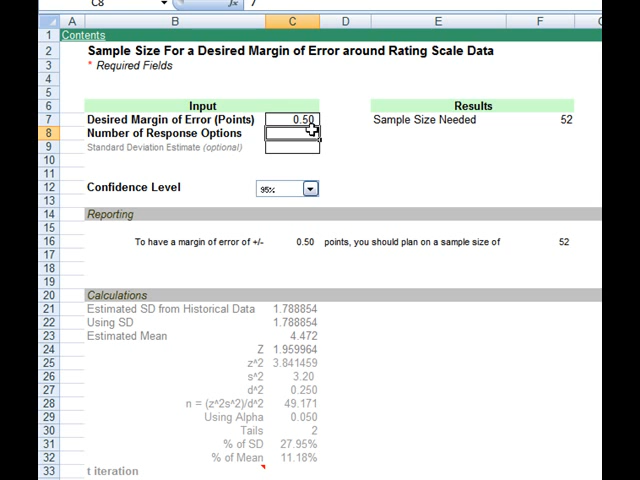 C8 fx 7
A B C D E F
1 Contents
2 Sample Size For a Desired Margin of Error around Rating Scale Data
3 * Required Fields
4
5
6 Input Results
7 Desired Margin of Error (Points) 0.50 Sample Size Needed 52
8 Number of Response Options
9 Standard Deviation Estimate (optional)
10
11
12 Confidence Level 95%
13
14 Reporting
15
16 To have a margin of error of +/- 0.50 points, you should plan on a sample size of 52
17
18
19
20 Calculations
21 Estimated SD from Historical Data 1.788854
22 Using SD 1.788854
23 Estimated Mean 4.472
24 Z 1.959964
25 z^2 3.841459
26 s^2 3.20
27 d^2 0.250
28 n = (z^2s^2)/d^2 49.171
29 Using Alpha 0.050
30 Tails 2
31 % of SD 27.95%
32 % of Mean 11.18%
33 t iteration